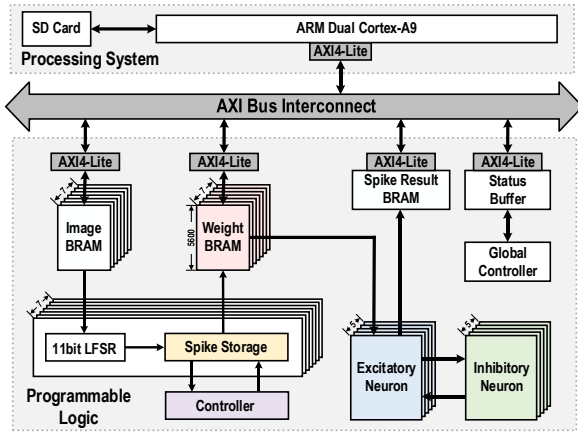 SD Card
ARM Dual Cortex-A9
Processing System
AXI4-Lite
AXI Bus Interconnect
AXI4-Lite
AXI4-Lite
AXI4-Lite
AXI4-Lite
7
Image
BRAM
7
5600
Weight
BRAM
Spike Result
BRAM
Status
Buffer
Global
Controller
7
11bit LFSR
Spike Storage
Controller
5
Excitatory
Neuron
5
Inhibitory
Neuron
Programmable
Logic